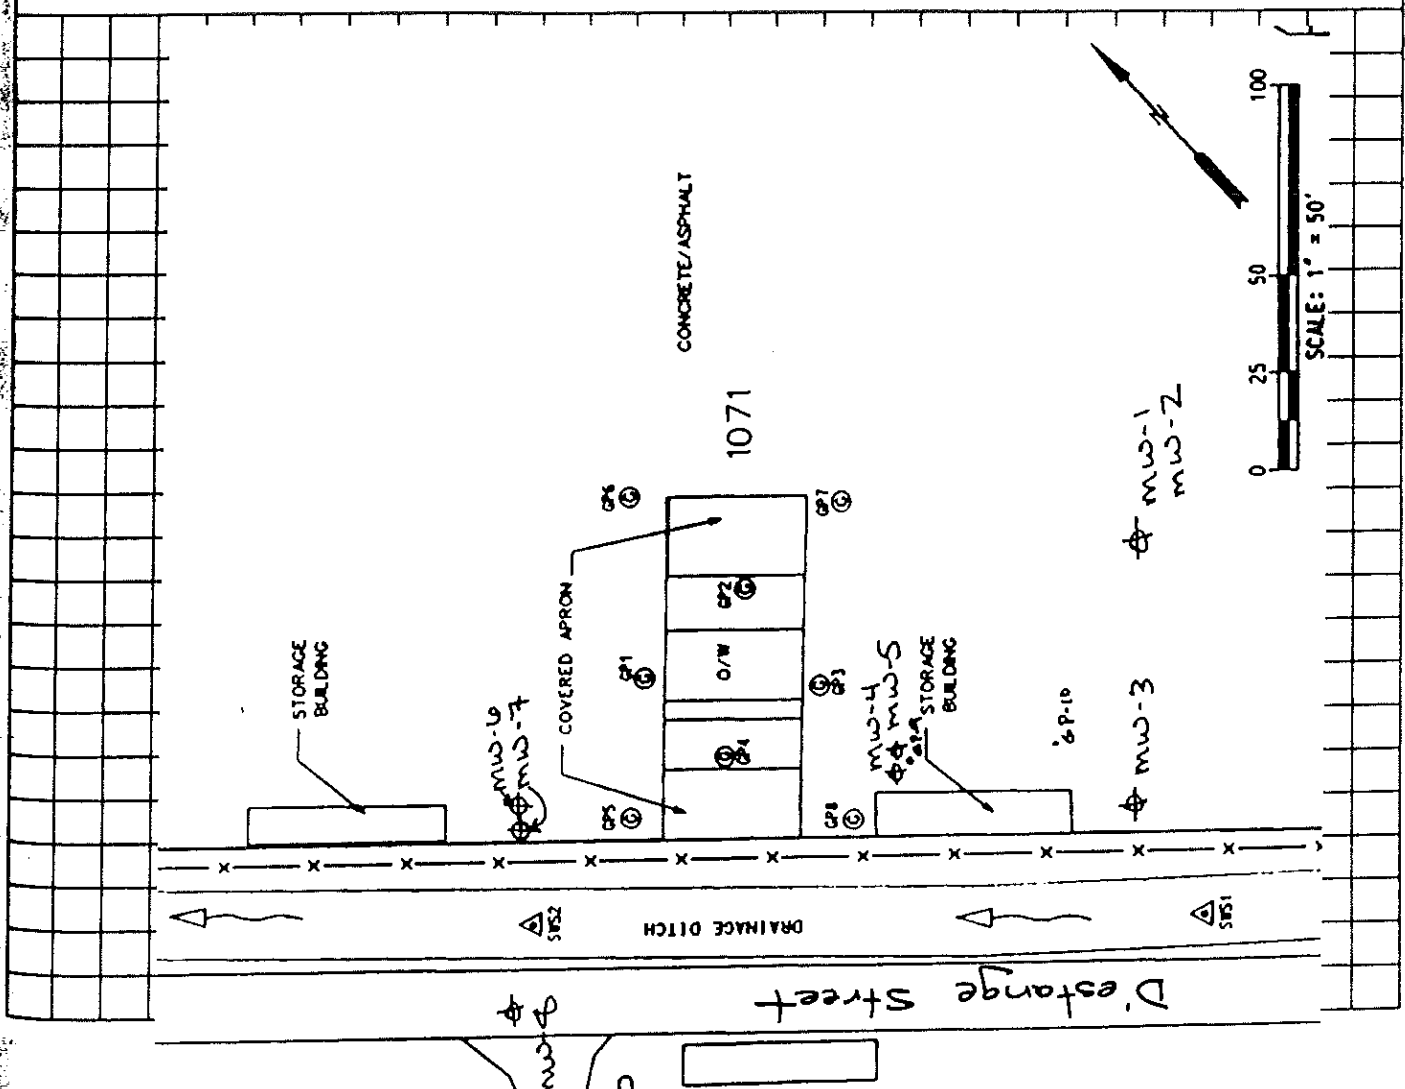 N
100
50
25
0
SCALE: 1" = 50'
CONCRETE/ASPHALT
1071
MW-1
MW-2
GP6
GP7
COVERED APRON
GP2
O/W
GP1
GP3
GP4
GP5
GP8
STORAGE
BUILDING
MW-6
MW-7
MW-4
MW-5
GP-9
STORAGE
BUILDING
GP-10
MW-3
SWS2
DRAINAGE DITCH
SWS1
D'estange Street